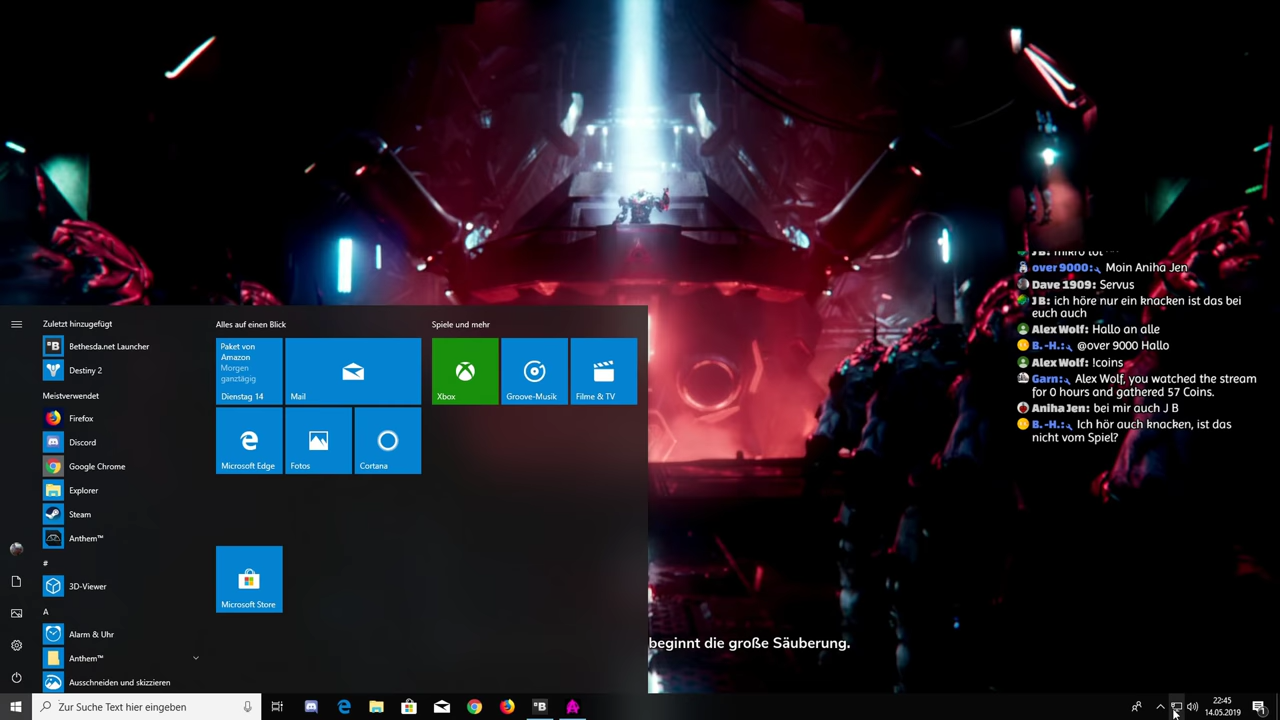 Zuletzt hinzugefügt
Bethesda.net Launcher
Destiny 2
Meistverwendet
Firefox
Discord
Google Chrome
Explorer
Steam
Anthem™
#
3D-Viewer
A
Alarm & Uhr
Anthem™
Ausschneiden und skizzieren
Alles auf einen Blick
Paket von
Amazon
Morgen
ganztägig
Dienstag 14
Mail
Microsoft Edge
Fotos
Cortana
Microsoft Store
Spiele und mehr
Xbox
Groove-Musik
Filme & TV
beginnt die große Säuberung.
over 9000: Moin Aniha Jen
Dave 1909: Servus
J B: ich höre nur ein knacken ist das bei
euch auch
Alex Wolf: Hallo an alle
B. -H.: @over 9000 Hallo
Alex Wolf: !coins
Garn: Alex Wolf, you watched the stream
for 0 hours and gathered 57 Coins.
Aniha Jen: bei mir auch J B
B. -H.: Ich hör auch knocken, ist das
nicht vom Spiel?
Zur Suche Text hier eingeben
22:45
14.05.2019